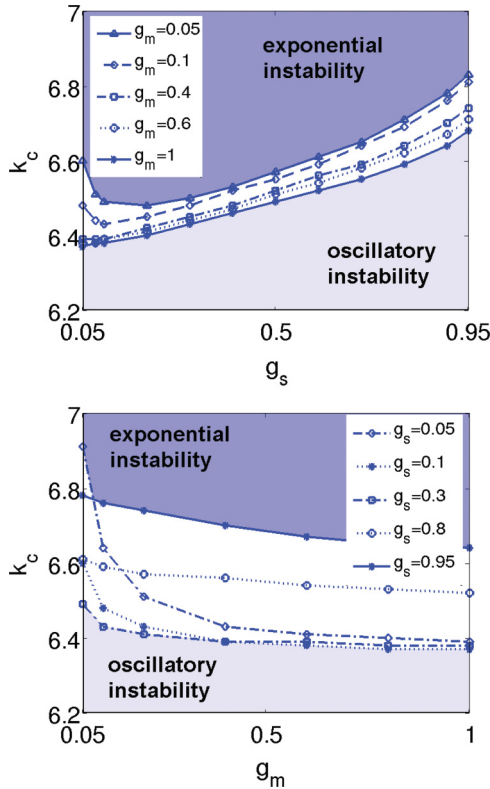 7
6.8
6.6
6.4
6.2
k_c
g_m=0.05
g_m=0.1
g_m=0.4
g_m=0.6
g_m=1
exponential
instability
oscillatory
instability
0.05
0.5
0.95
g_s
7
6.8
6.6
6.4
6.2
k_c
exponential
instability
g_s=0.05
g_s=0.1
g_s=0.3
g_s=0.8
g_s=0.95
oscillatory
instability
0.05
0.5
1
g_m